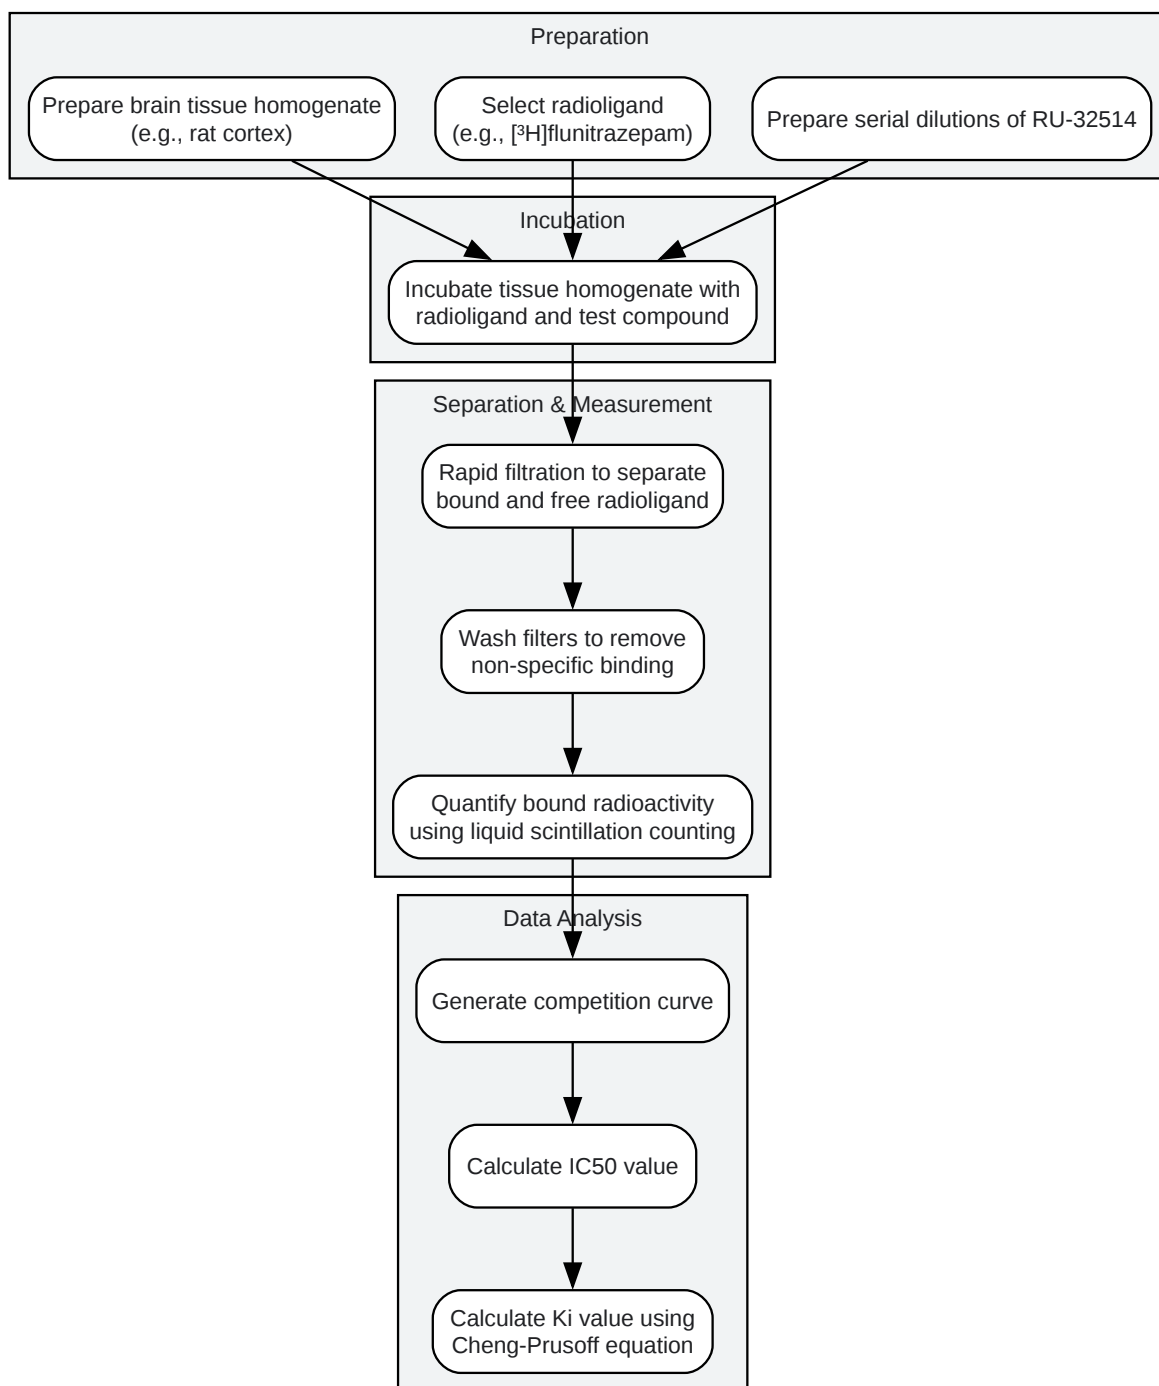 Preparation
Prepare brain tissue homogenate
(e.g., rat cortex)
Select radioligand
(e.g., [³H]flunitrazepam)
Prepare serial dilutions of RU-32514
Incubation
Incubate tissue homogenate with
radioligand and test compound
Separation & Measurement
Rapid filtration to separate
bound and free radioligand
Wash filters to remove
non-specific binding
Quantify bound radioactivity
using liquid scintillation counting
Data Analysis
Generate competition curve
Calculate IC50 value
Calculate Ki value using
Cheng-Prusoff equation